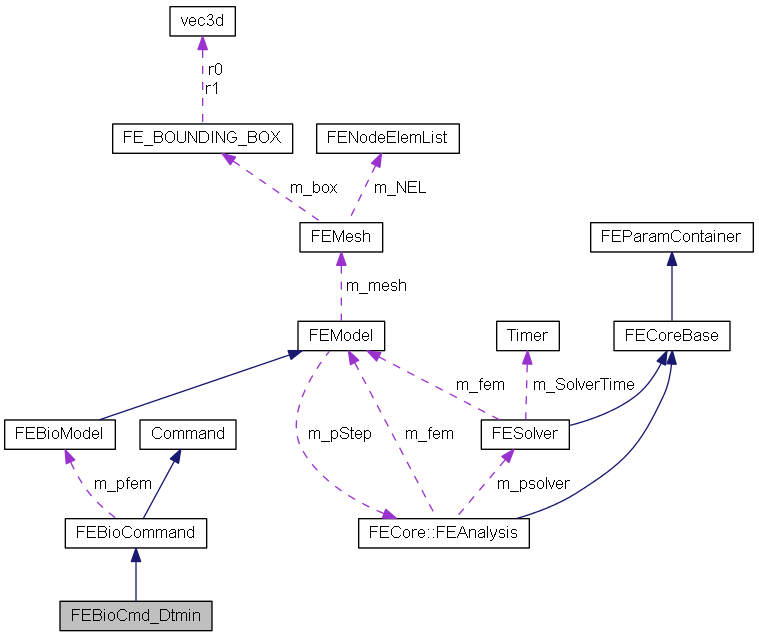 vec3d
r0
r1
FE_BOUNDING_BOX
FENodeElemList
m_box
m_NEL
FEMesh
FEParamContainer
m_mesh
FEModel
Timer
FECoreBase
m_fem
m_SolverTime
FEBioModel
Command
m_pStep
m_fem
FESolver
m_pfem
m_psolver
FEBioCommand
FECore::FEAnalysis
FEBioCmd_Dtmin